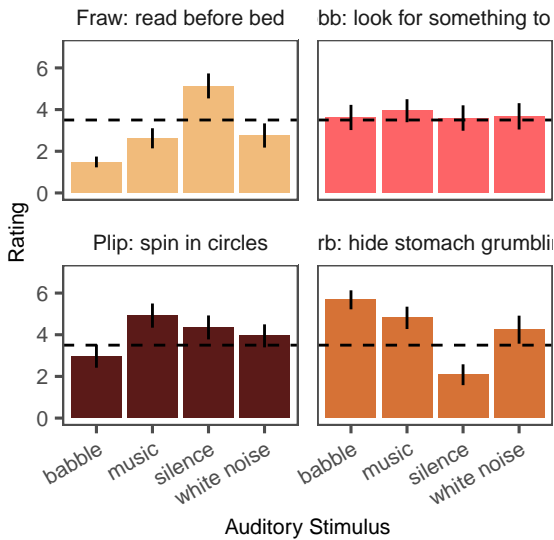 Fraw: read before bed
bb: look for something to
Rating
6
4
2
0
Plip: spin in circles
rb: hide stomach grumblin
6
4
2
0
babble
music
silence
white noise
babble
music
silence
white noise
Auditory Stimulus